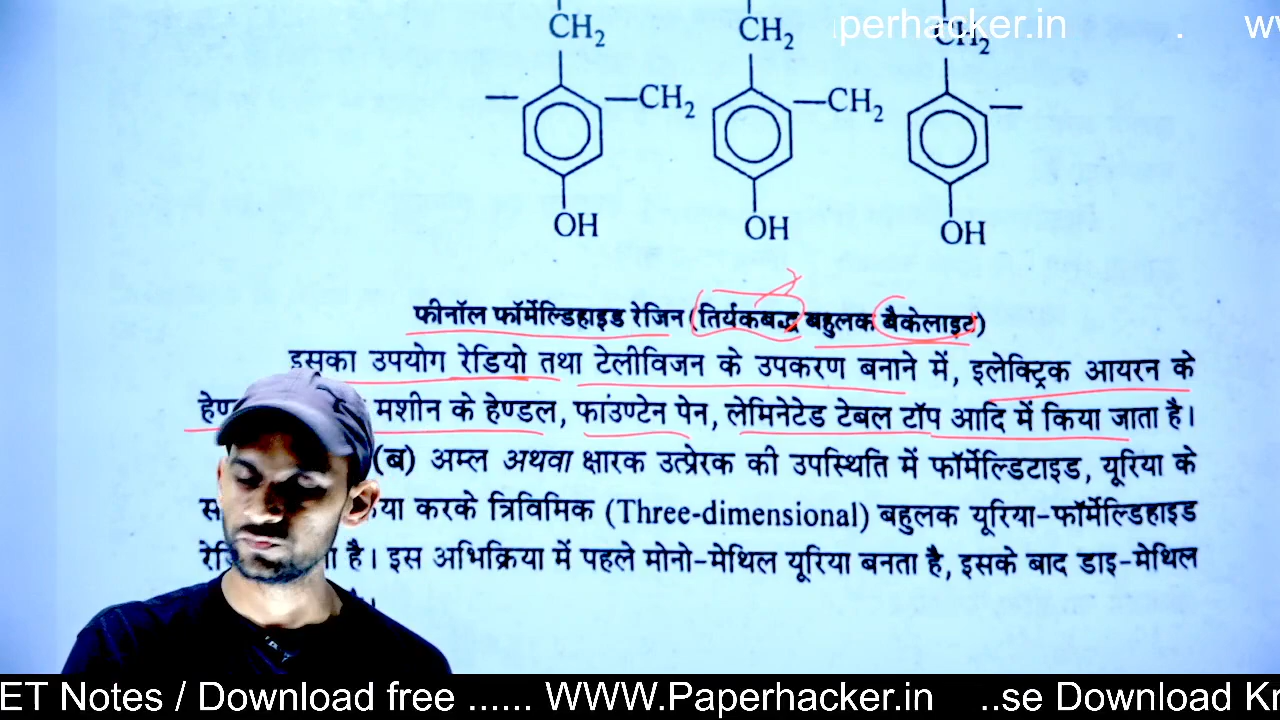 perhacker.in . w
CH₂ CH₂ CH₂
—CH₂ —CH₂
OH OH OH
फीनॉल फॉर्मेल्डिहाइड रेजिन (तिर्यकबद्ध बहुलक बैकेलाइट)
इसका उपयोग रेडियो तथा टेलीविजन के उपकरण बनाने में, इलेक्ट्रिक आयरन के
मशीन के हेण्डल, फाउंण्टेन पेन, लेमिनेटेड टेबल टॉप आदि में किया जाता है।
(ब) अम्ल अथवा क्षारक उत्प्रेरक की उपस्थिति में फॉर्मेल्डिटाइड, यूरिया के
करके त्रिविमिक (Three-dimensional) बहुलक यूरिया-फॉर्मेल्डिहाइड
है। इस अभिक्रिया में पहले मोनो-मेथिल यूरिया बनता है, इसके बाद डाइ-मेथिल
ET Notes / Download free ...... WWW.Paperhacker.in ..se Download Kr